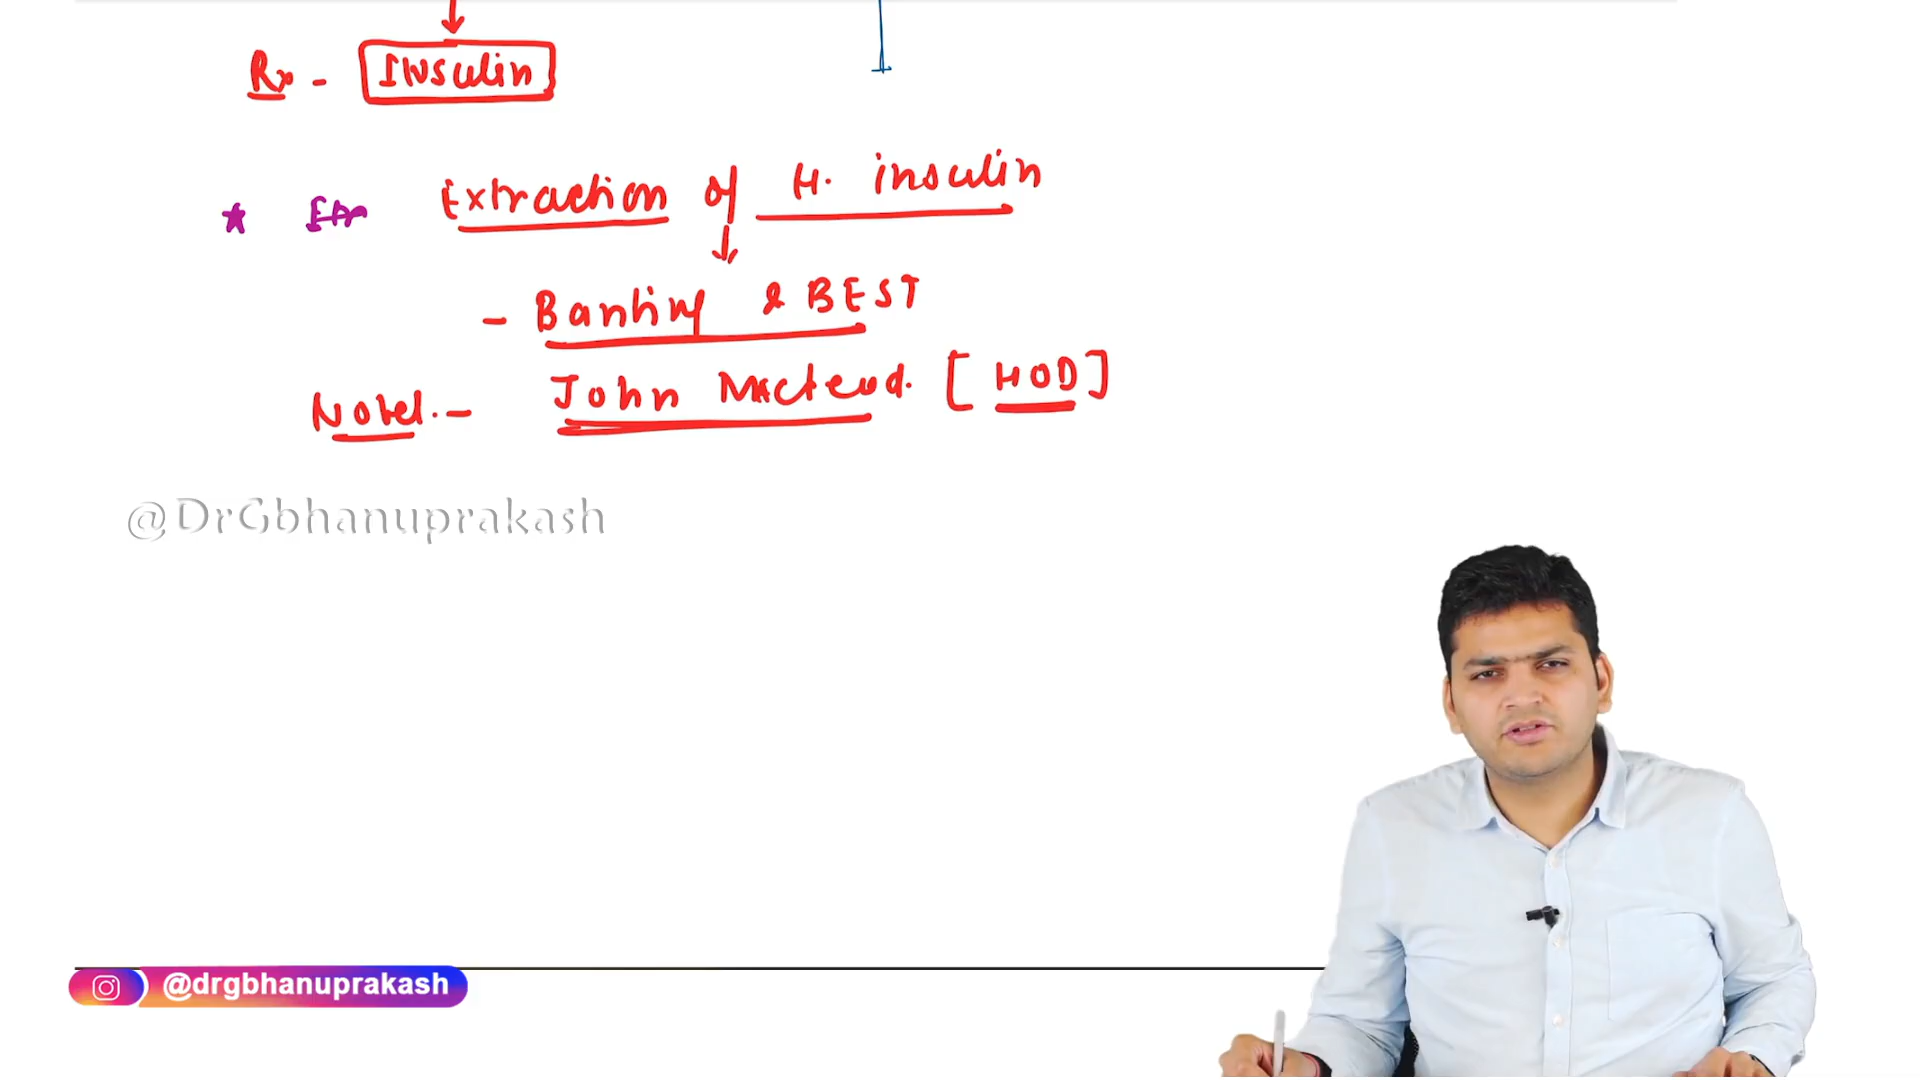 Rx - Insulin
* Extraction of H. insulin
- Banting & BEST
Nobel. - John Macleod. [HOD]
@DrGbhanuprakash
@drgbhanuprakash